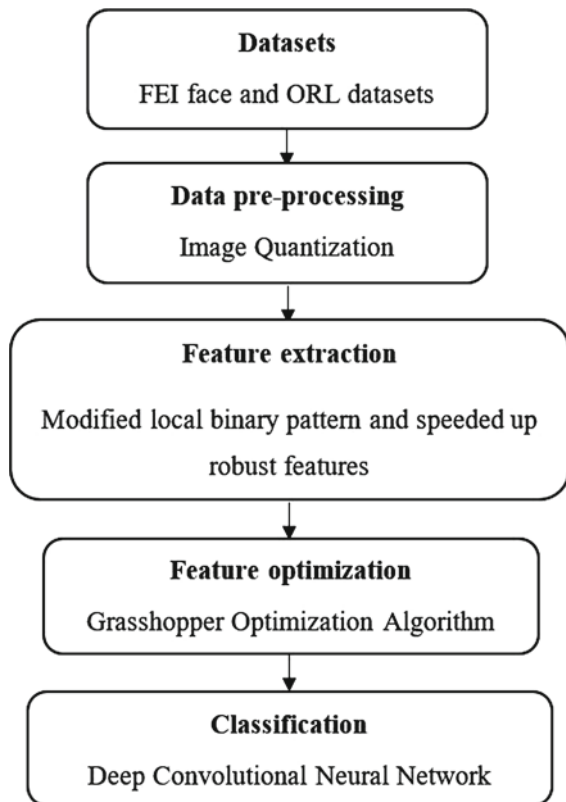 Datasets
FEI face and ORL datasets
Data pre-processing
Image Quantization
Feature extraction
Modified local binary pattern and speeded up
robust features
Feature optimization
Grasshopper Optimization Algorithm
Classification
Deep Convolutional Neural Network